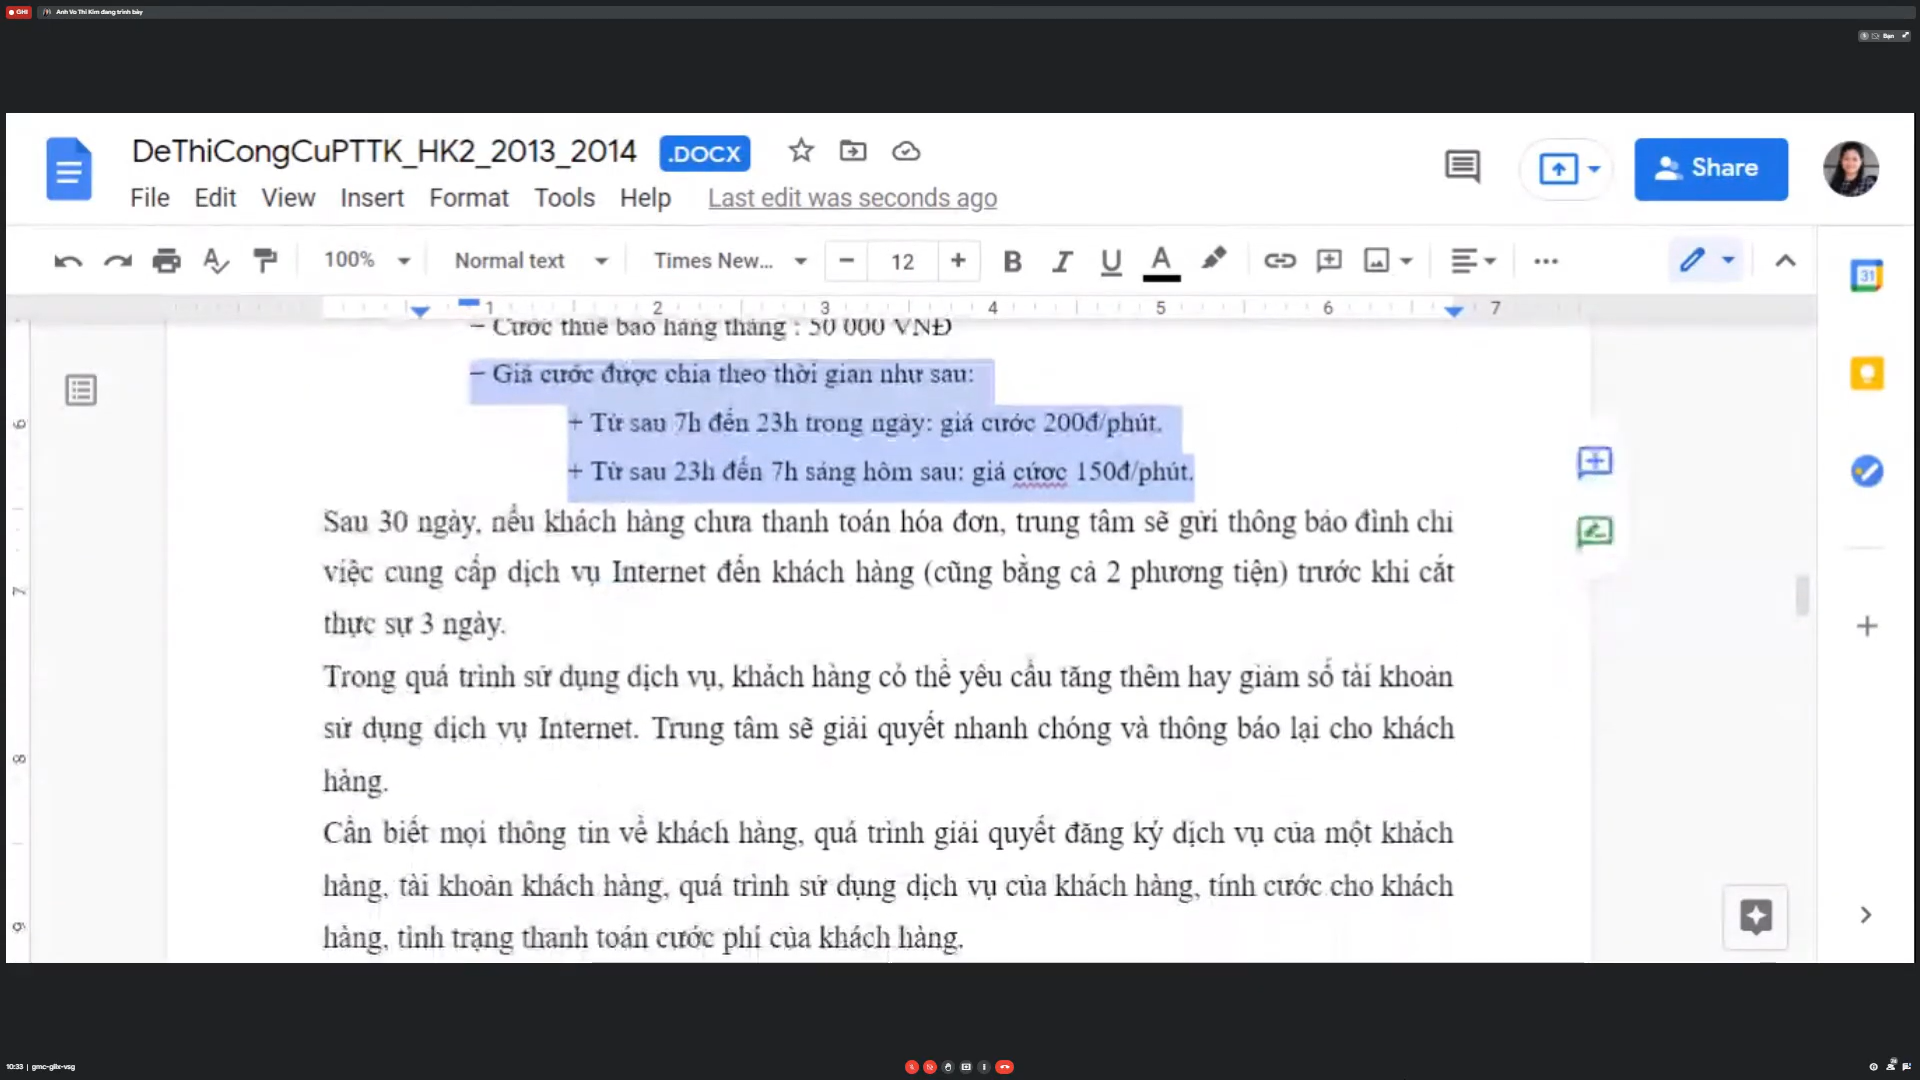 GHI
Anh Vo Thi Kim đang trình bày
Bạn
DeThiCongCuPTTK_HK2_2013_2014 .DOCX
Share
File Edit View Insert Format Tools Help Last edit was seconds ago
100% Normal text Times New... 12 B I U A
31
1 2 3 4 5 6 7
− Cước thuê bao hàng tháng : 50 000 VNĐ
− Giá cước được chia theo thời gian như sau:
+ Từ sau 7h đến 23h trong ngày: giá cước 200đ/phút.
+ Từ sau 23h đến 7h sáng hôm sau: giá cứơc 150đ/phút.
Sau 30 ngày, nếu khách hàng chưa thanh toán hóa đơn, trung tâm sẽ gửi thông báo đình chỉ
việc cung cấp dịch vụ Internet đến khách hàng (cũng bằng cả 2 phương tiện) trước khi cắt
thực sự 3 ngày.
Trong quá trình sử dụng dịch vụ, khách hàng có thể yêu cầu tăng thêm hay giảm số tài khoản
sử dụng dịch vụ Internet. Trung tâm sẽ giải quyết nhanh chóng và thông báo lại cho khách
hàng.
Cần biết mọi thông tin về khách hàng, quá trình giải quyết đăng ký dịch vụ của một khách
hàng, tài khoản khách hàng, quá trình sử dụng dịch vụ của khách hàng, tính cước cho khách
hàng, tình trạng thanh toán cước phí của khách hàng.
6
7
8
9
10:33 | gmc-giix-vsg